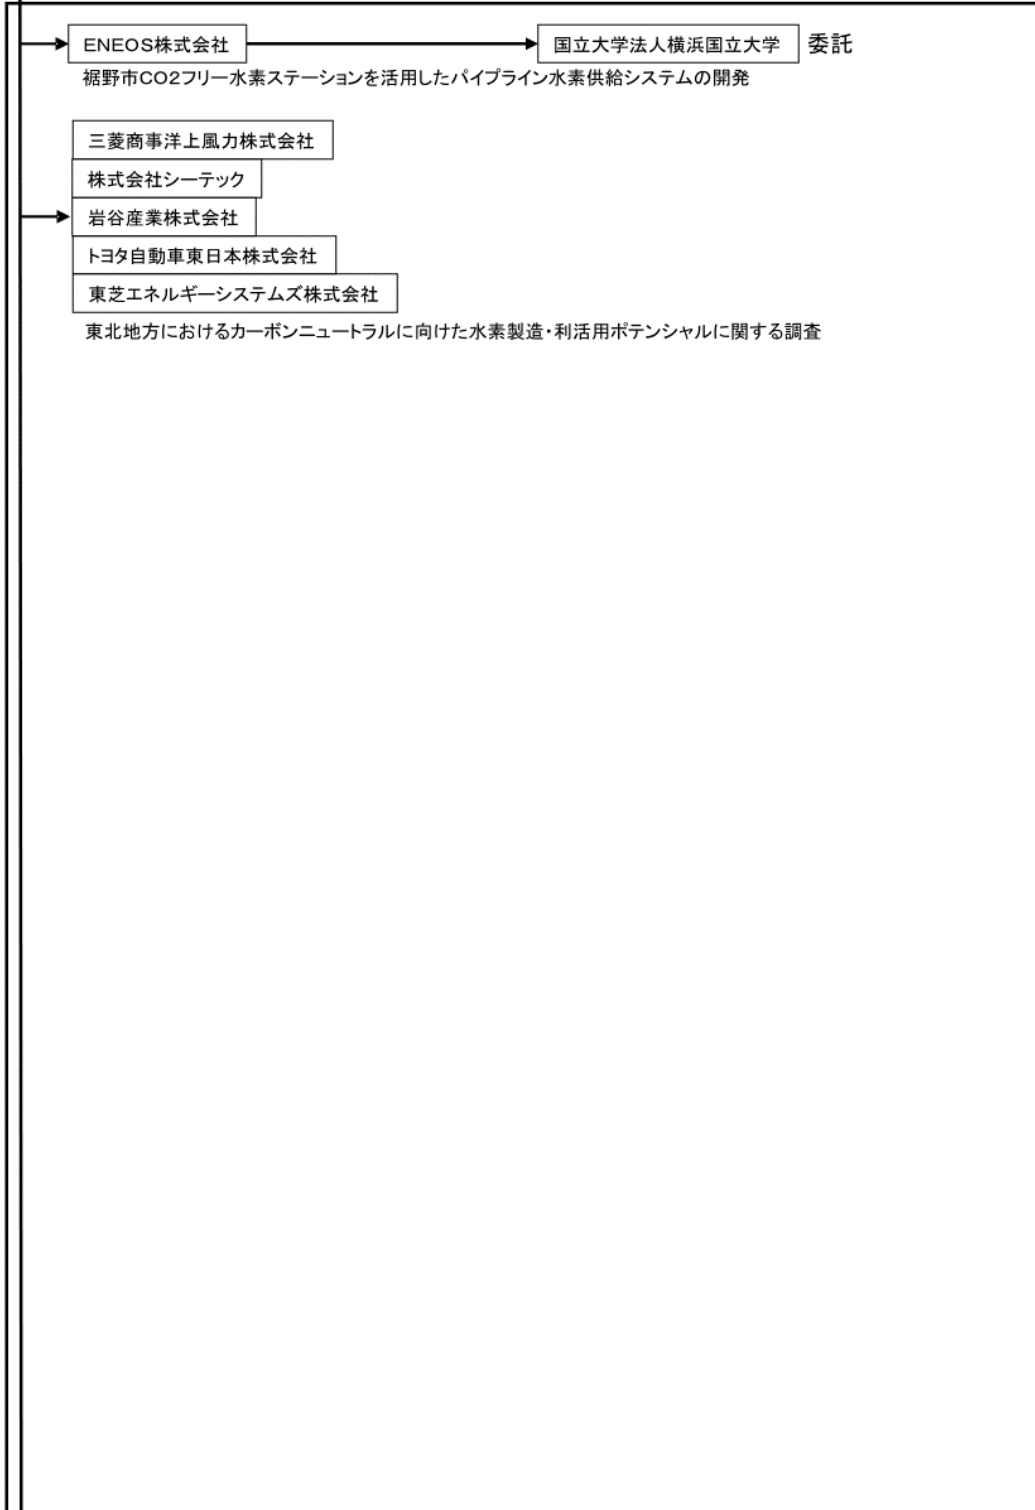 ENEOS株式会社 国立大学法人横浜国立大学 委託
裾野市CO2フリー水素ステーションを活用したパイプライン水素供給システムの開発
三菱商事洋上風力株式会社
株式会社シーテック
岩谷産業株式会社
トヨタ自動車東日本株式会社
東芝エネルギーシステムズ株式会社
東北地方におけるカーボンニュートラルに向けた水素製造・利活用ポテンシャルに関する調査